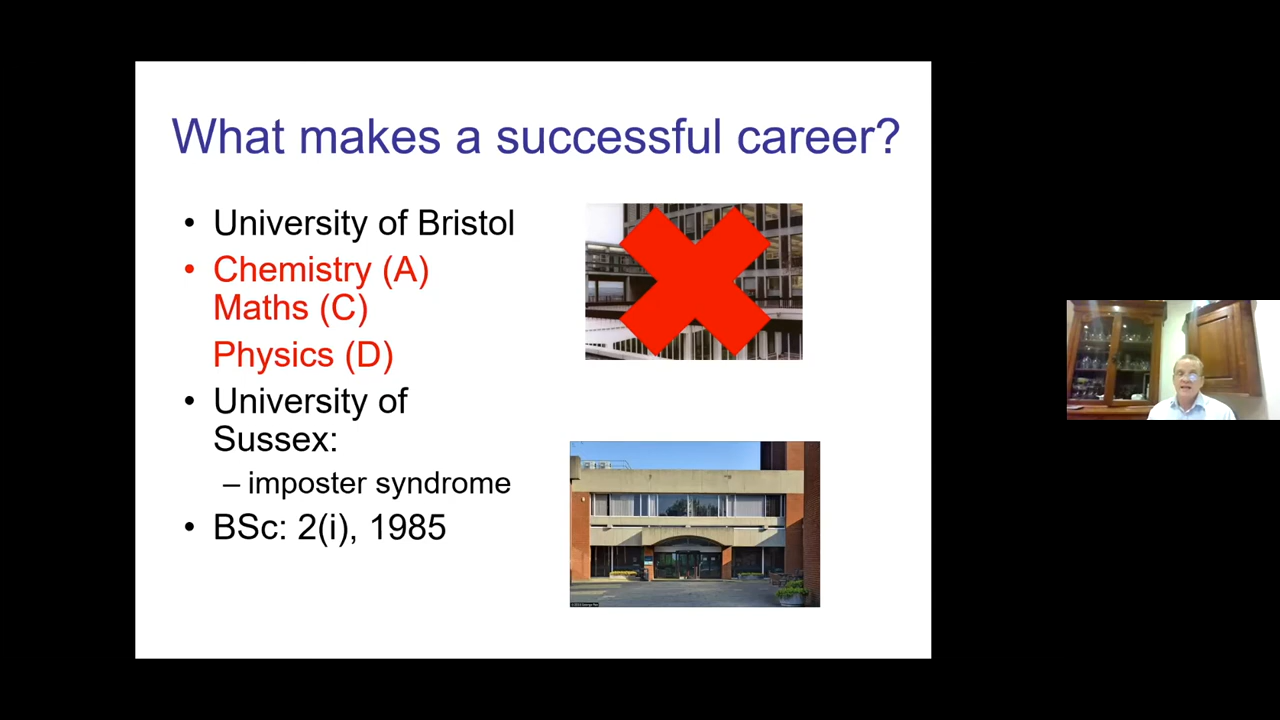 What makes a successful career?
• University of Bristol
• Chemistry (A)
Maths (C)
Physics (D)
• University of
Sussex:
– imposter syndrome
• BSc: 2(i), 1985